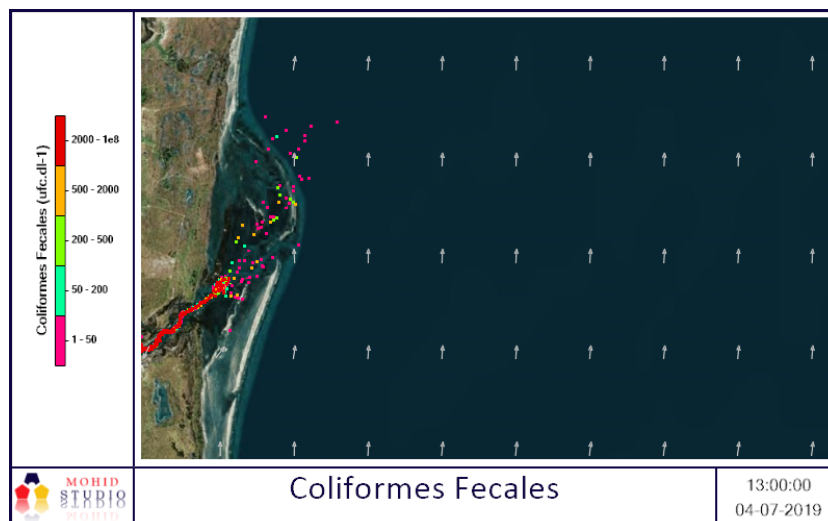 Coliformes Fecales (ufc.dl-1)
2000 - 1e8
500 - 2000
200 - 500
50 - 200
1 - 50
MOHID
STUDIO
Coliformes Fecales
13:00:00
04-07-2019